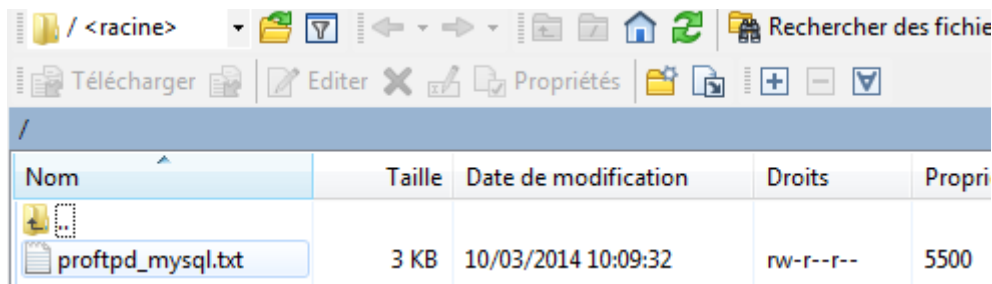 / <racine> Rechercher des fichie
Télécharger Editer Propriétés
/
Nom Taille Date de modification Droits Propri
..
proftpd_mysql.txt 3 KB 10/03/2014 10:09:32 rw-r--r-- 5500